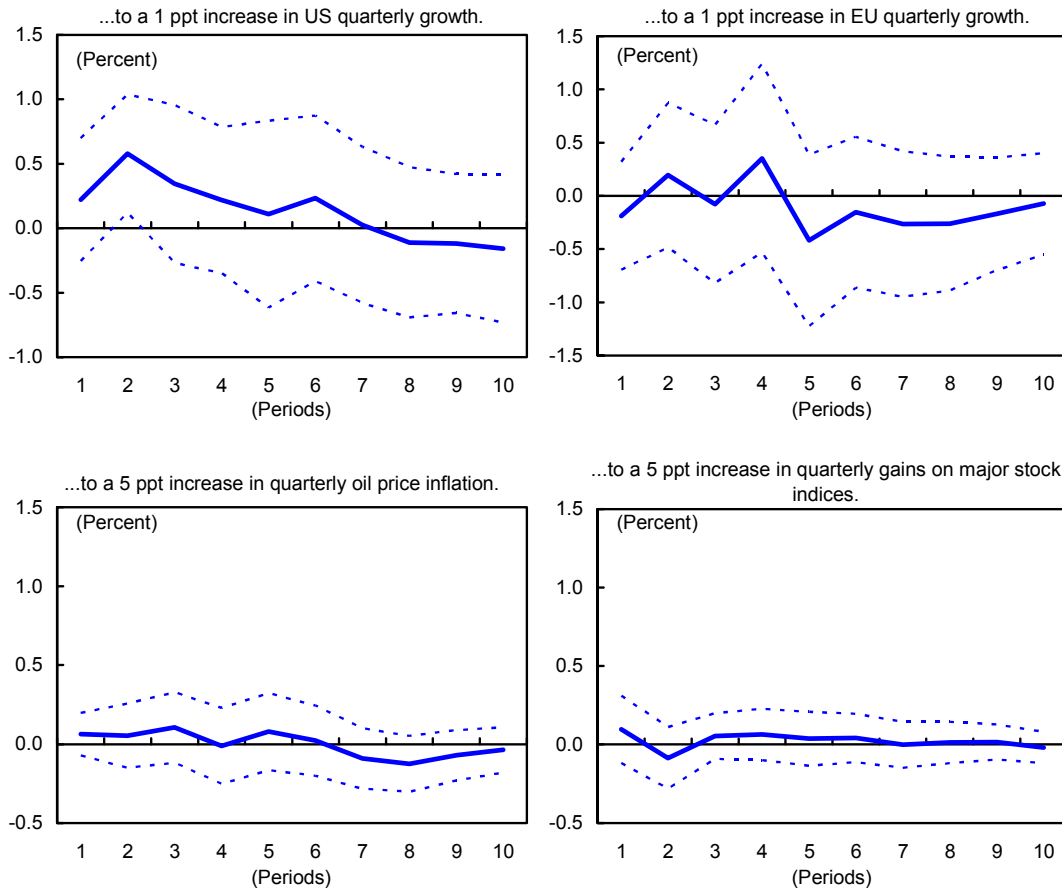 ...to a 1 ppt increase in US quarterly growth.
(Percent)
1.5
1.0
0.5
0.0
-0.5
-1.0
1 2 3 4 5 6 7 8 9 10
(Periods)
...to a 1 ppt increase in EU quarterly growth.
(Percent)
1.5
1.0
0.5
0.0
-0.5
-1.0
-1.5
1 2 3 4 5 6 7 8 9 10
(Periods)
...to a 5 ppt increase in quarterly oil price inflation.
(Percent)
1.5
1.0
0.5
0.0
-0.5
1 2 3 4 5 6 7 8 9 10
(Periods)
...to a 5 ppt increase in quarterly gains on major stock
indices.
(Percent)
1.5
1.0
0.5
0.0
-0.5
1 2 3 4 5 6 7 8 9 10
(Periods)